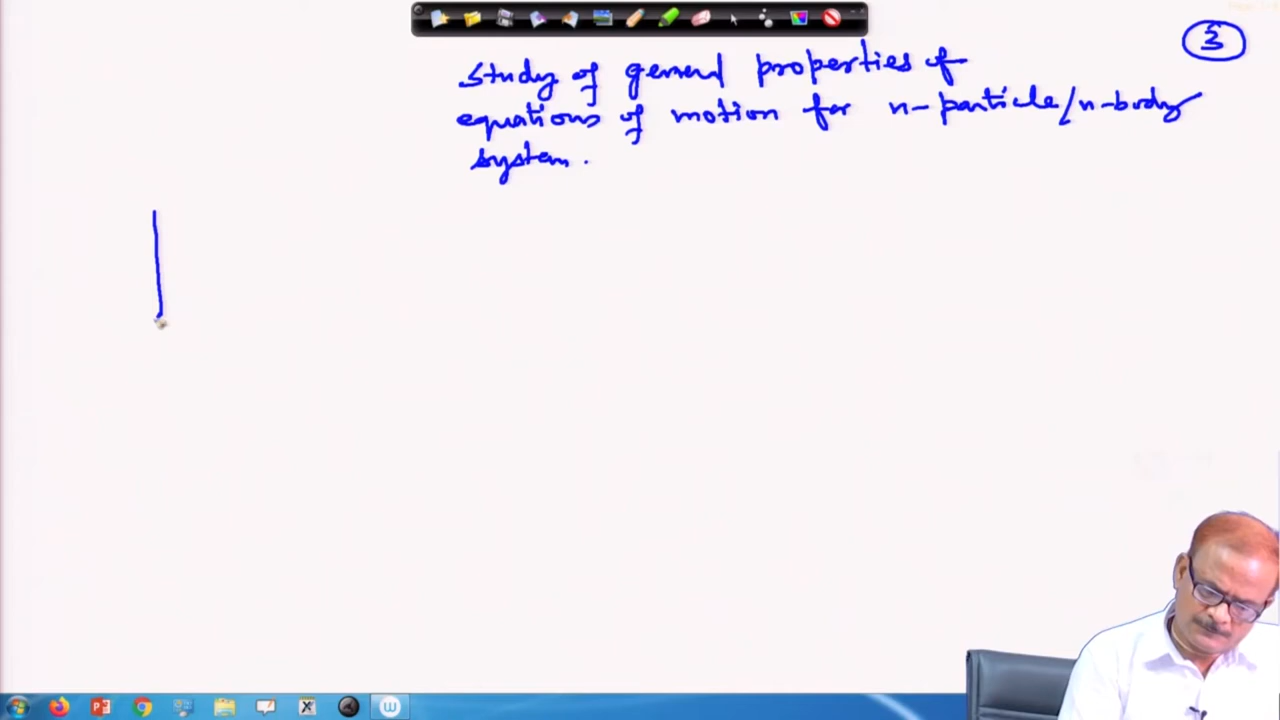 3
Study of general properties of
equations of motion for n-particle/n-body
system.